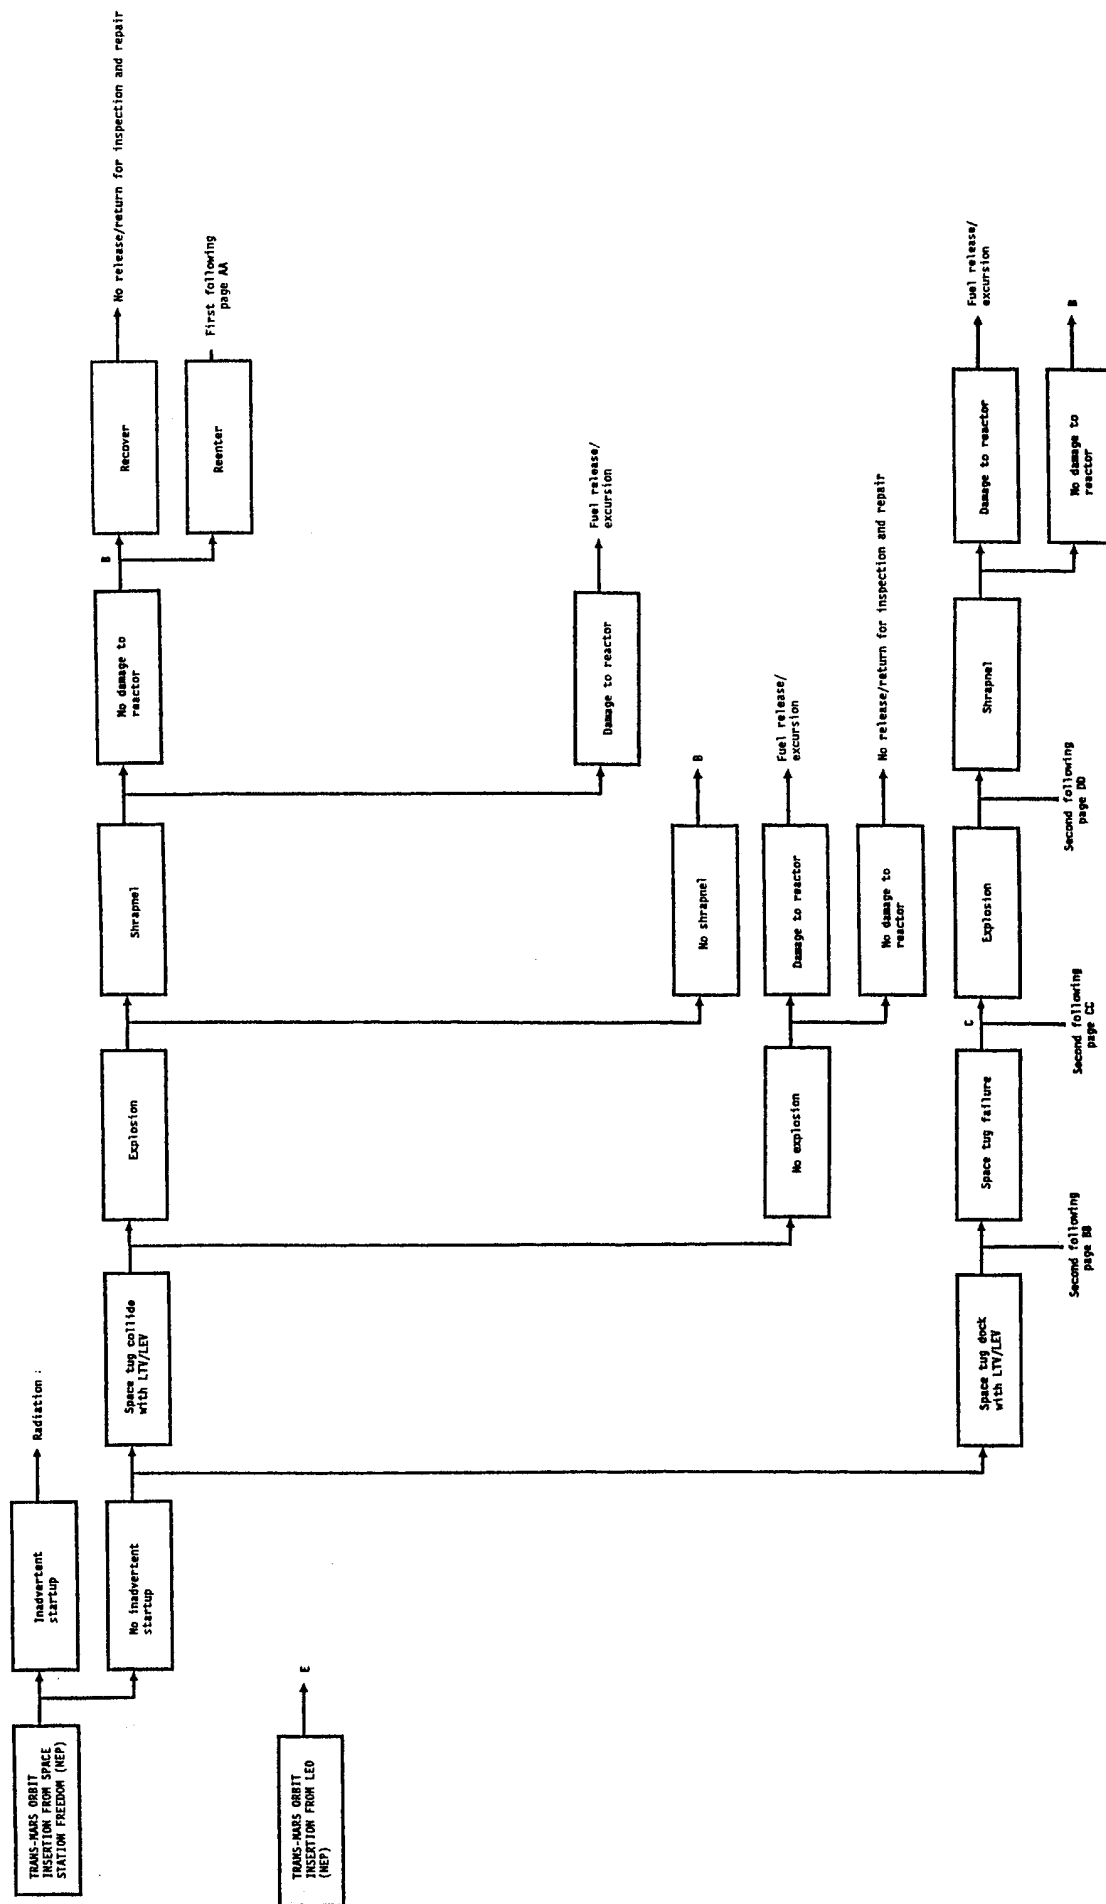 TRANS-MARS ORBIT
INSERTION FROM SPACE
STATION FREEDOM (NEP)
Inadvertent
startup
Radiation :
No inadvertent
startup
Space tug collide
with LTV/LEV
Explosion
Shrapnel
No damage to
reactor
B
Recover
No release/return for inspection and repair
Reenter
First following
page AA
TRANS-MARS ORBIT
INSERTION FROM LEO
(NEP)
E
Damage to reactor
Fuel release/
excursion
No shrapnel
B
No explosion
Damage to reactor
Fuel release/
excursion
No damage to
reactor
No release/return for inspection and repair
Space tug dock
with LTV/LEV
Second following
page BB
Space tug failure
C
Second following
page CC
Explosion
Second following
page DD
Shrapnel
Damage to reactor
Fuel release/
excursion
No damage to
reactor
B